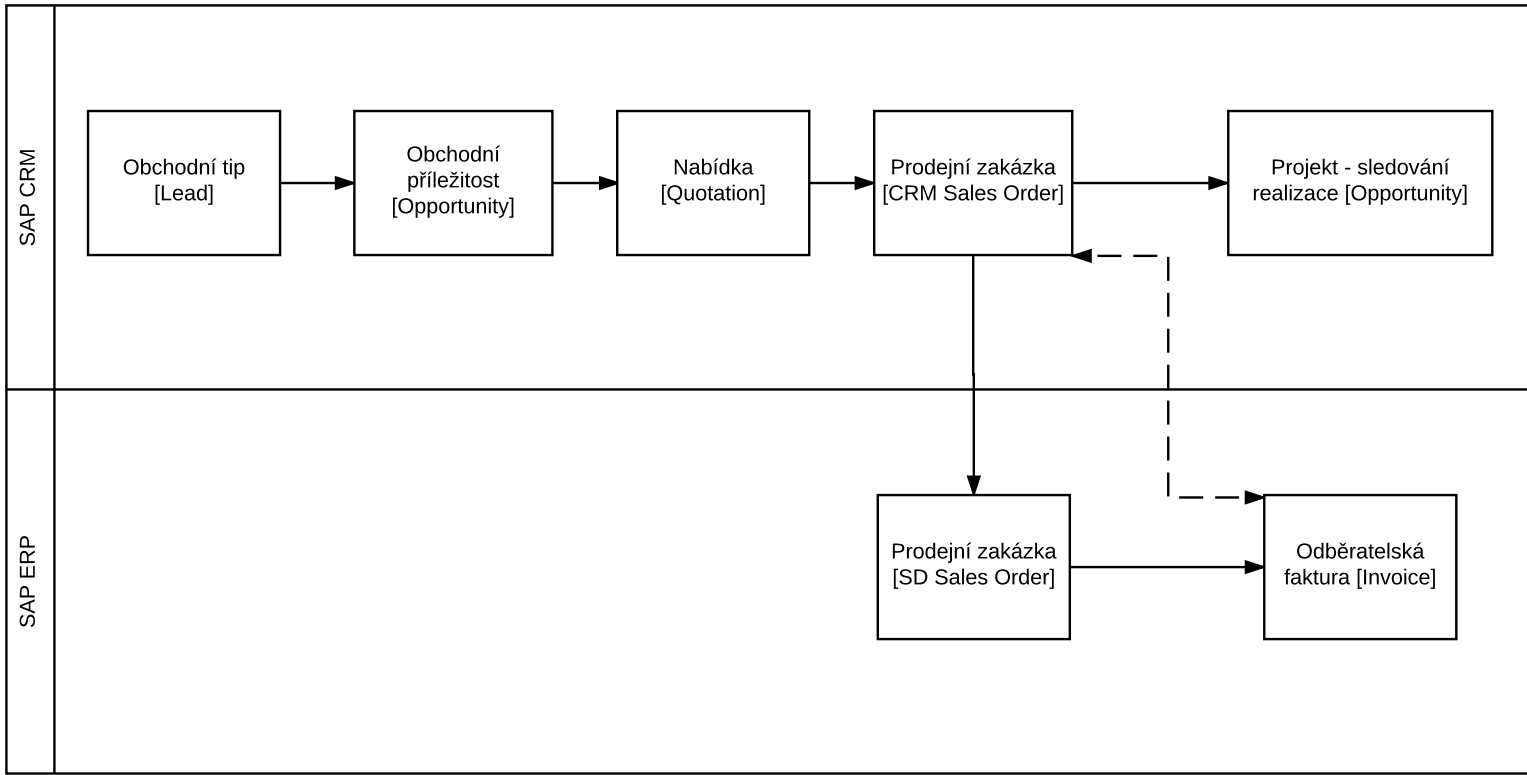 SAP CRM
Obchodní tip
[Lead]
Obchodní
příležitost
[Opportunity]
Nabídka
[Quotation]
Prodejní zakázka
[CRM Sales Order]
Projekt - sledování
realizace [Opportunity]
SAP ERP
Prodejní zakázka
[SD Sales Order]
Odběratelská
faktura [Invoice]